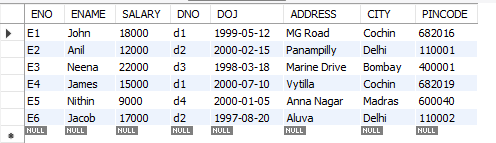 ENO ENAME SALARY DNO DOJ ADDRESS CITY PINCODE
E1 John 18000 d1 1999-05-12 MG Road Cochin 682016
E2 Anil 12000 d2 2000-02-15 Panampilly Delhi 110001
E3 Neena 22000 d3 1998-03-18 Marine Drive Bombay 400001
E4 James 15000 d1 2000-07-10 Vytilla Cochin 682019
E5 Nithin 9000 d4 2000-01-05 Anna Nagar Madras 600040
E6 Jacob 17000 d2 1997-08-20 Aluva Delhi 110002
NULL NULL NULL NULL NULL NULL NULL NULL